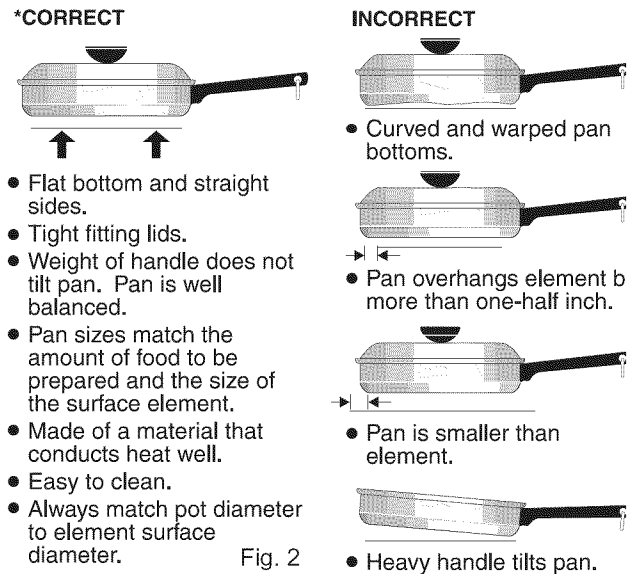 *CORRECT
● Flat bottom and straight
sides.
● Tight fitting lids.
● Weight of handle does not
tilt pan. Pan is well
balanced.
● Pan sizes match the
amount of food to be
prepared and the size of
the surface element.
● Made of a material that
conducts heat well.
● Easy to clean.
● Always match pot diameter
to element surface
diameter.
Fig. 2
INCORRECT
● Curved and warped pan
bottoms.
● Pan overhangs element b
more than one-half inch.
● Pan is smaller than
element.
● Heavy handle tilts pan.